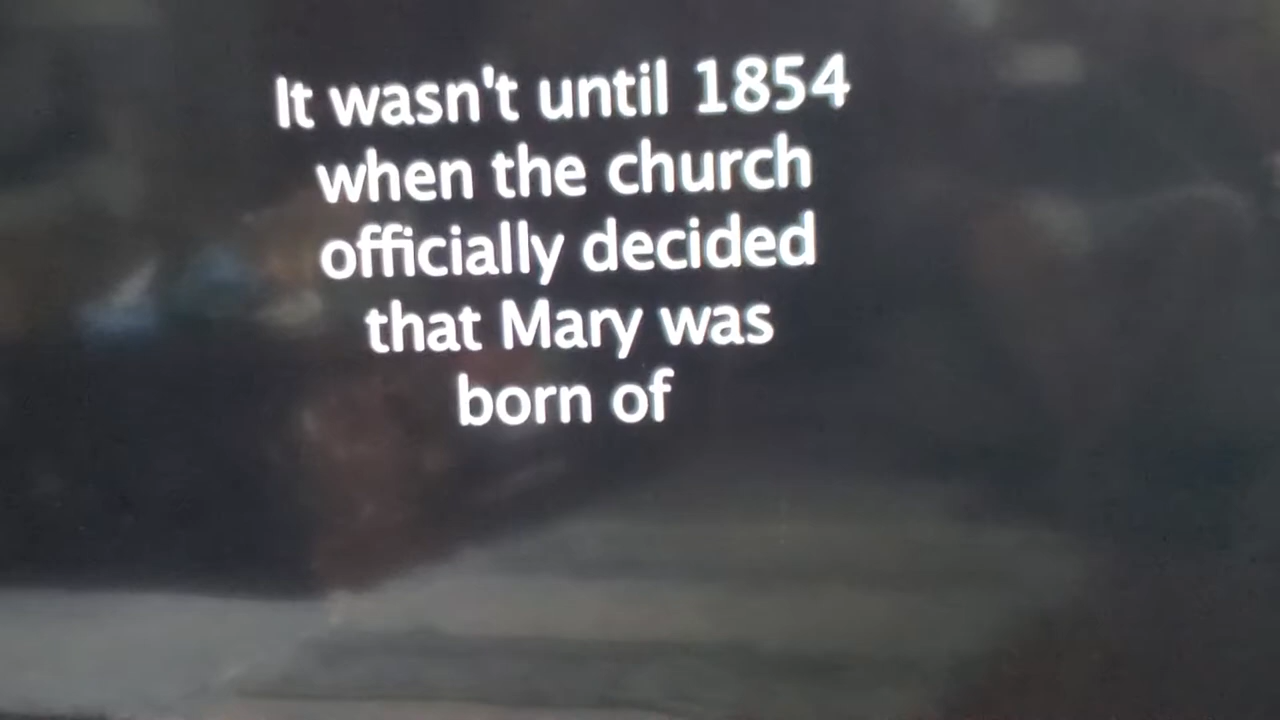 It wasn't until 1854
when the church
officially decided
that Mary was
born of